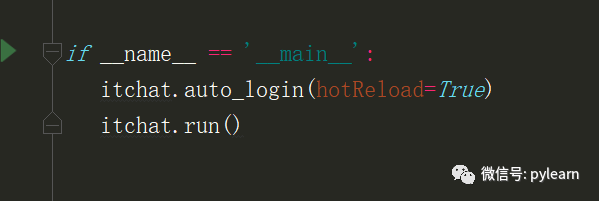 if __name__ == '__main__':
    itchat.auto_login(hotReload=True)
    itchat.run()
微信号: pylearn